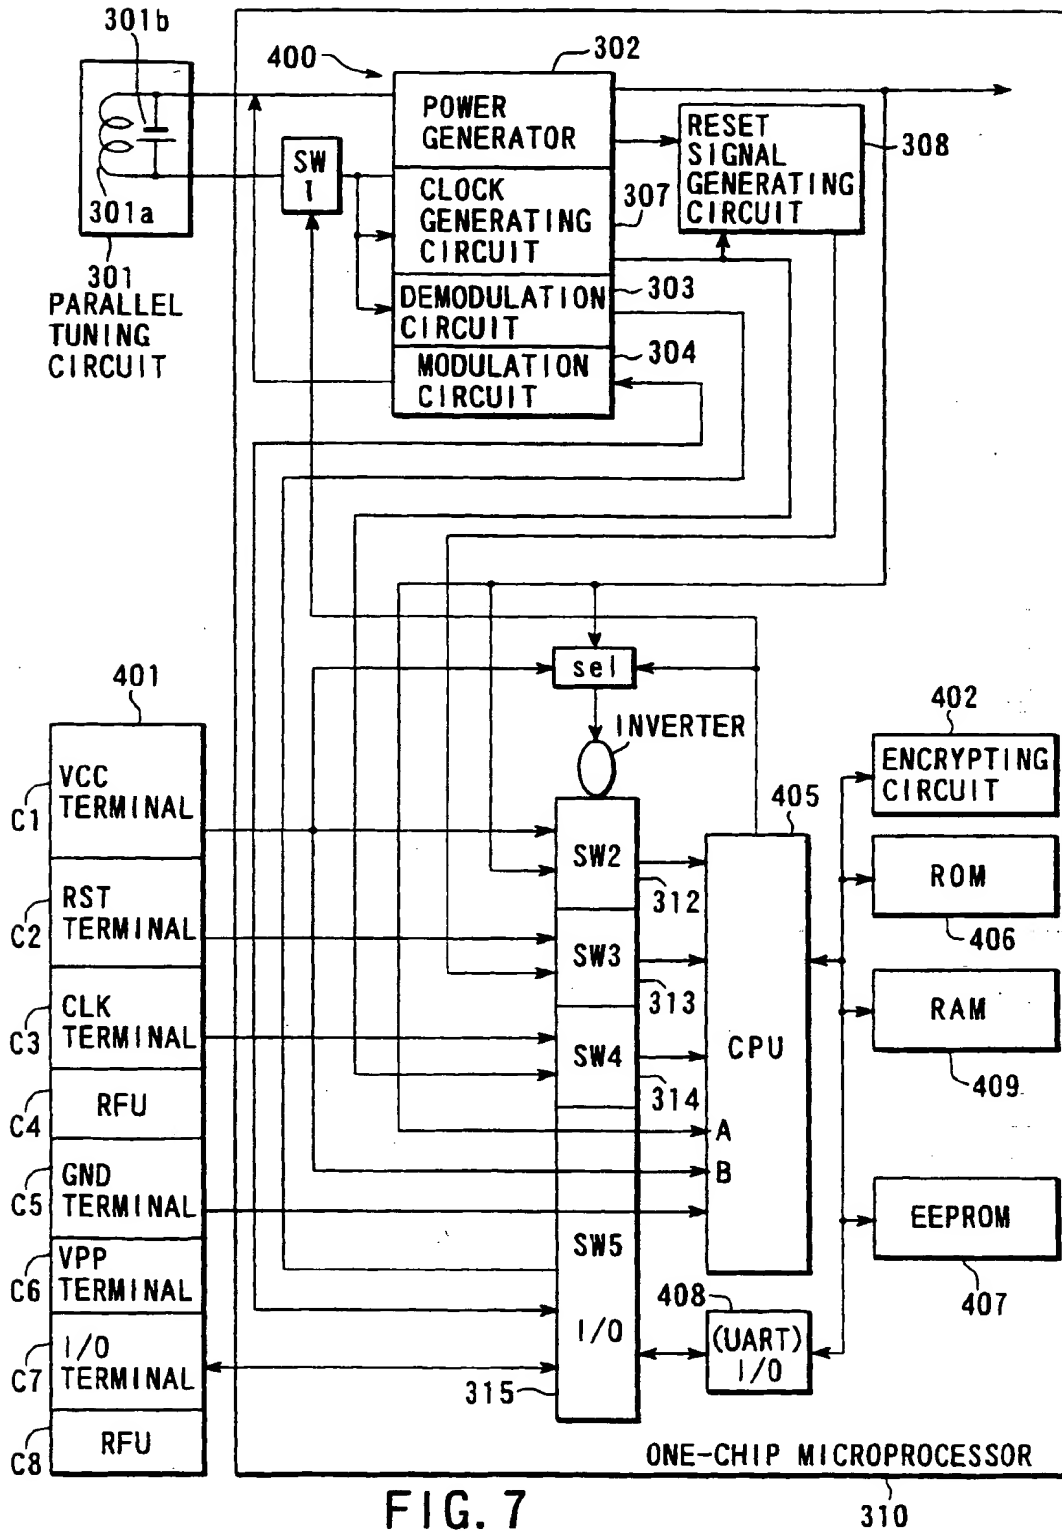 301b
301a
301
PARALLEL
TUNING
CIRCUIT
400
302
POWER
GENERATOR
SW
1
CLOCK
GENERATING
CIRCUIT
307
DEMODULATION
CIRCUIT
303
MODULATION
CIRCUIT
304
RESET
SIGNAL
GENERATING
CIRCUIT
308
sel
INVERTER
401
VCC
TERMINAL
C1
RST
TERMINAL
C2
CLK
TERMINAL
C3
RFU
C4
GND
TERMINAL
C5
VPP
TERMINAL
C6
I/O
TERMINAL
C7
RFU
C8
SW2
312
SW3
313
SW4
314
SW5
I/O
315
405
CPU
A
B
402
ENCRYPTING
CIRCUIT
ROM
406
RAM
409
EEPROM
407
408
(UART)
I/O
ONE-CHIP MICROPROCESSOR
310
FIG. 7